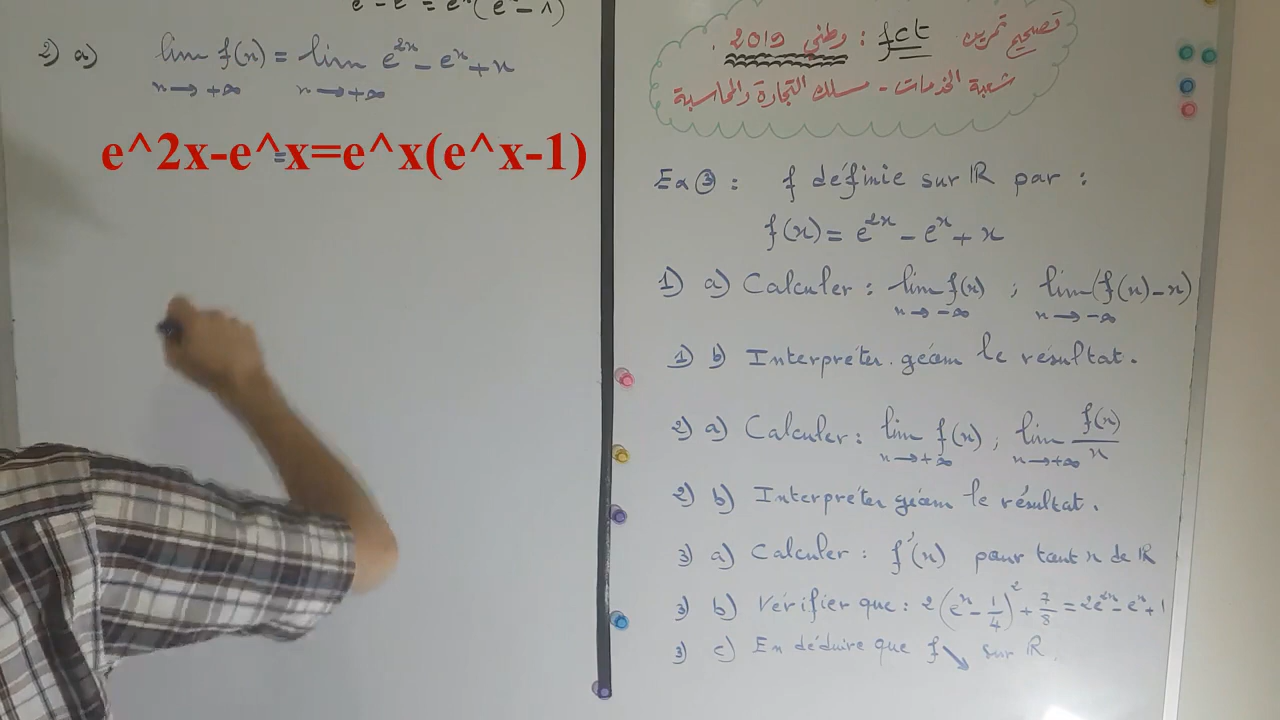 e - e = e (e - 1)
2) a) lim f(x) = lim e^2x - e^x + x
x → +∞ x → +∞
=
e^2x-e^x=e^x(e^x-1)
تصحيح تمرين fct : وطني 2019
شعبة الخدمات - مسلك التجارة والمحاسبة
Ex ③ : f définie sur ℝ par :
f(x) = e^2x - e^x + x
1) a) Calculer : lim f(x) ; lim (f(x) - x)
x → -∞ x → -∞
1) b) Interpréter géom le résultat.
2) a) Calculer : lim f(x) ; lim f(x)/x
x → +∞ x → +∞
2) b) Interpréter géom le résultat.
3) a) Calculer : f'(x) pour tout x de ℝ
3) b) Vérifier que : 2(e^x - 1/4)^2 + 7/8 = 2e^2x - e^x + 1
3) c) En déduire que f ↘ sur ℝ.